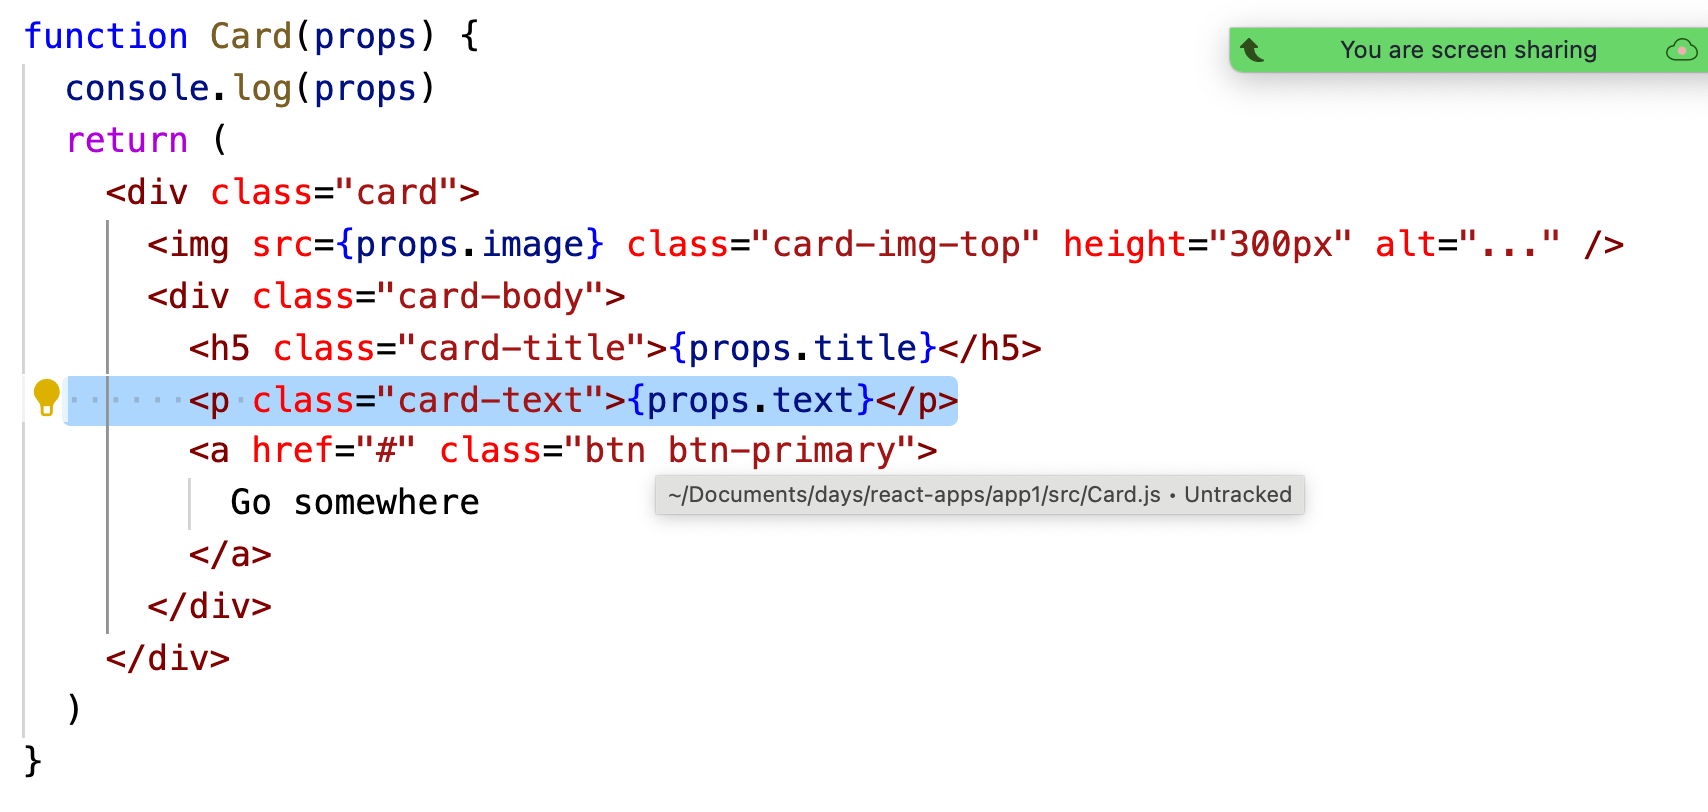 function Card(props) {
You are screen sharing
console.log(props)
return (
<div class="card">
<img src={props.image} class="card-img-top" height="300px" alt="..." />
<div class="card-body">
<h5 class="card-title">{props.title}</h5>
<p class="card-text">{props.text}</p>
<a href="#" class="btn btn-primary">
Go somewhere
~/Documents/days/react-apps/app1/src/Card.js • Untracked
</a>
</div>
</div>
)
}